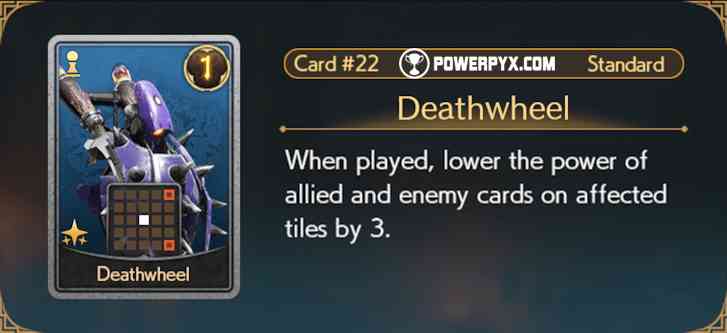 1
Deathwheel
Card #22 POWERPYX.COM Standard
Deathwheel
When played, lower the power of
allied and enemy cards on affected
tiles by 3.